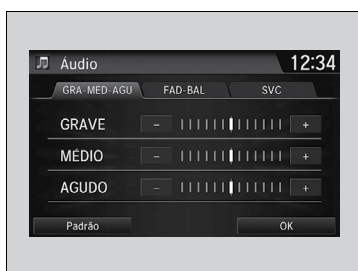 Áudio 12:34
GRA-MED-AGU FAD-BAL SVC
GRAVE - +
MÉDIO - +
AGUDO - +
Padrão OK